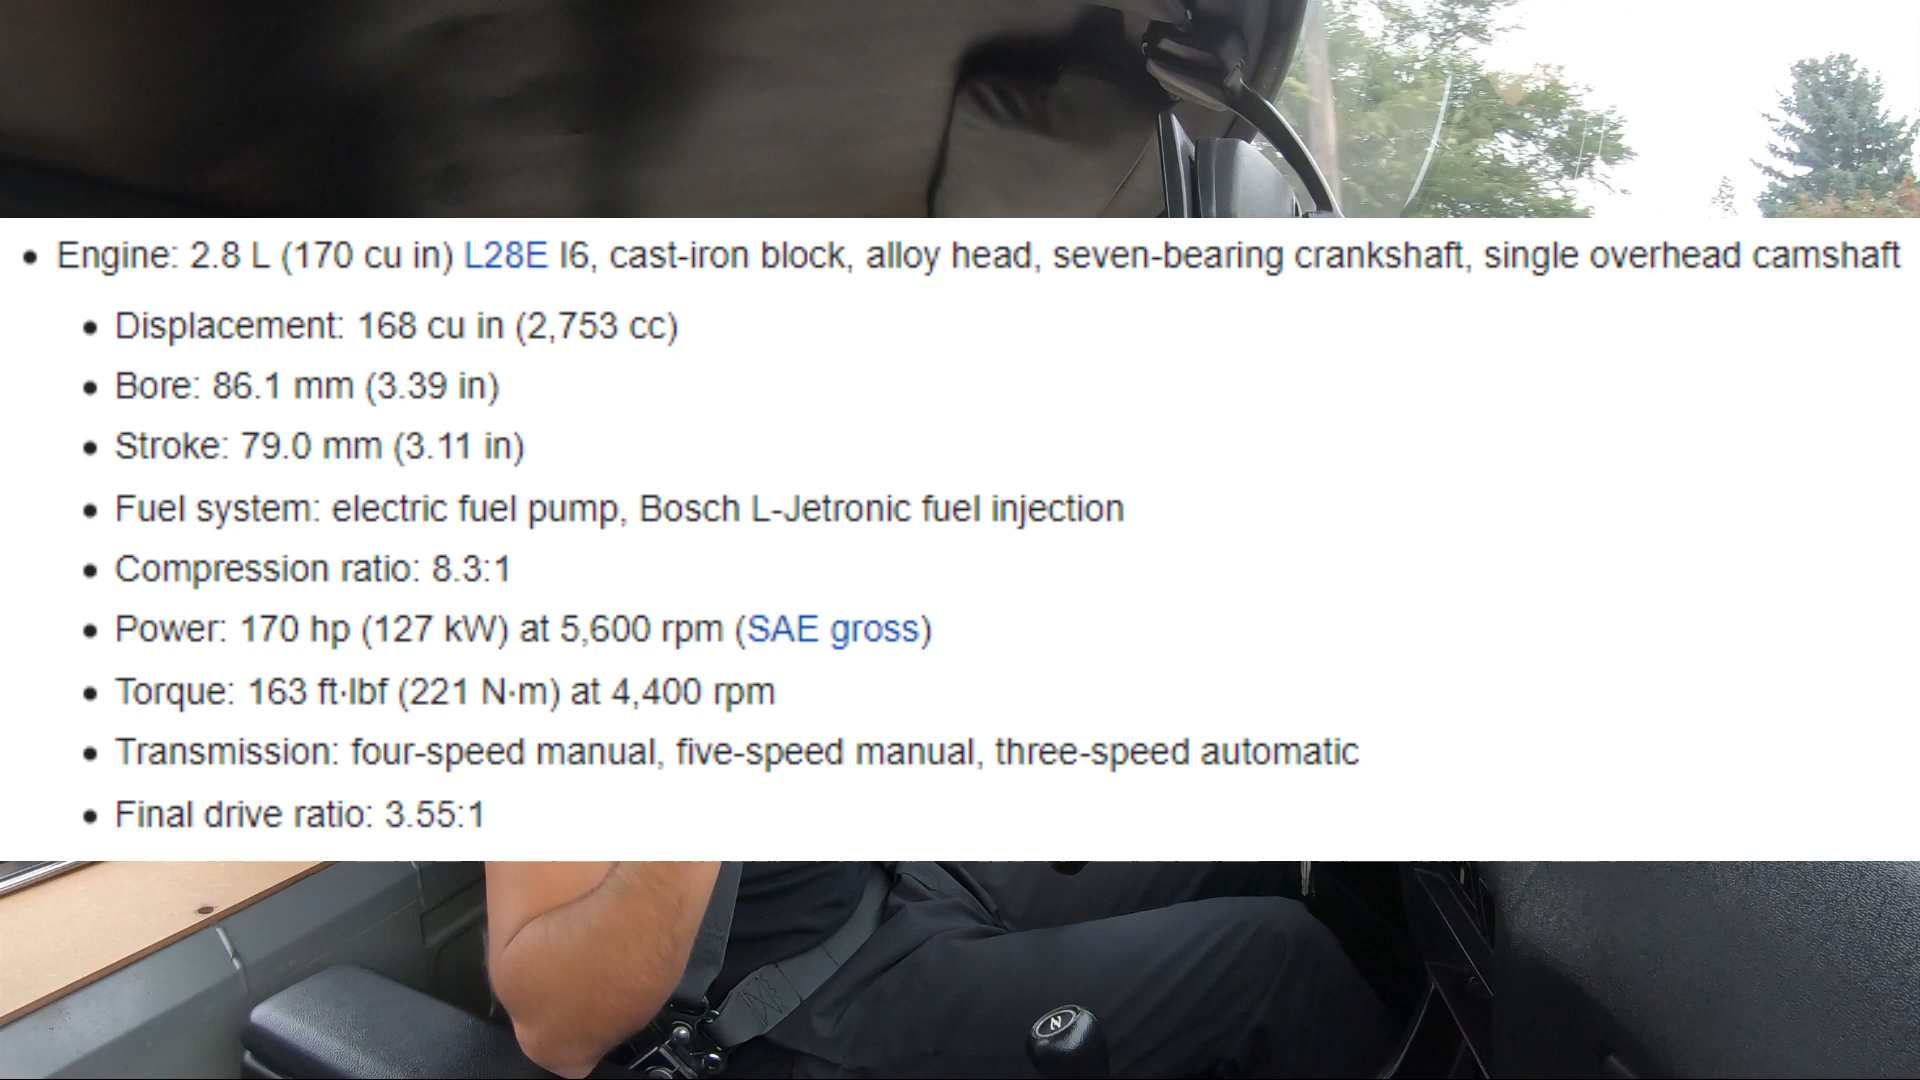 Engine: 2.8 L (170 cu in) L28E I6, cast-iron block, alloy head, seven-bearing crankshaft, single overhead camshaft
Displacement: 168 cu in (2,753 cc)
Bore: 86.1 mm (3.39 in)
Stroke: 79.0 mm (3.11 in)
Fuel system: electric fuel pump, Bosch L-Jetronic fuel injection
Compression ratio: 8.3:1
Power: 170 hp (127 kW) at 5,600 rpm (SAE gross)
Torque: 163 ft·lbf (221 N·m) at 4,400 rpm
Transmission: four-speed manual, five-speed manual, three-speed automatic
Final drive ratio: 3.55:1
Z